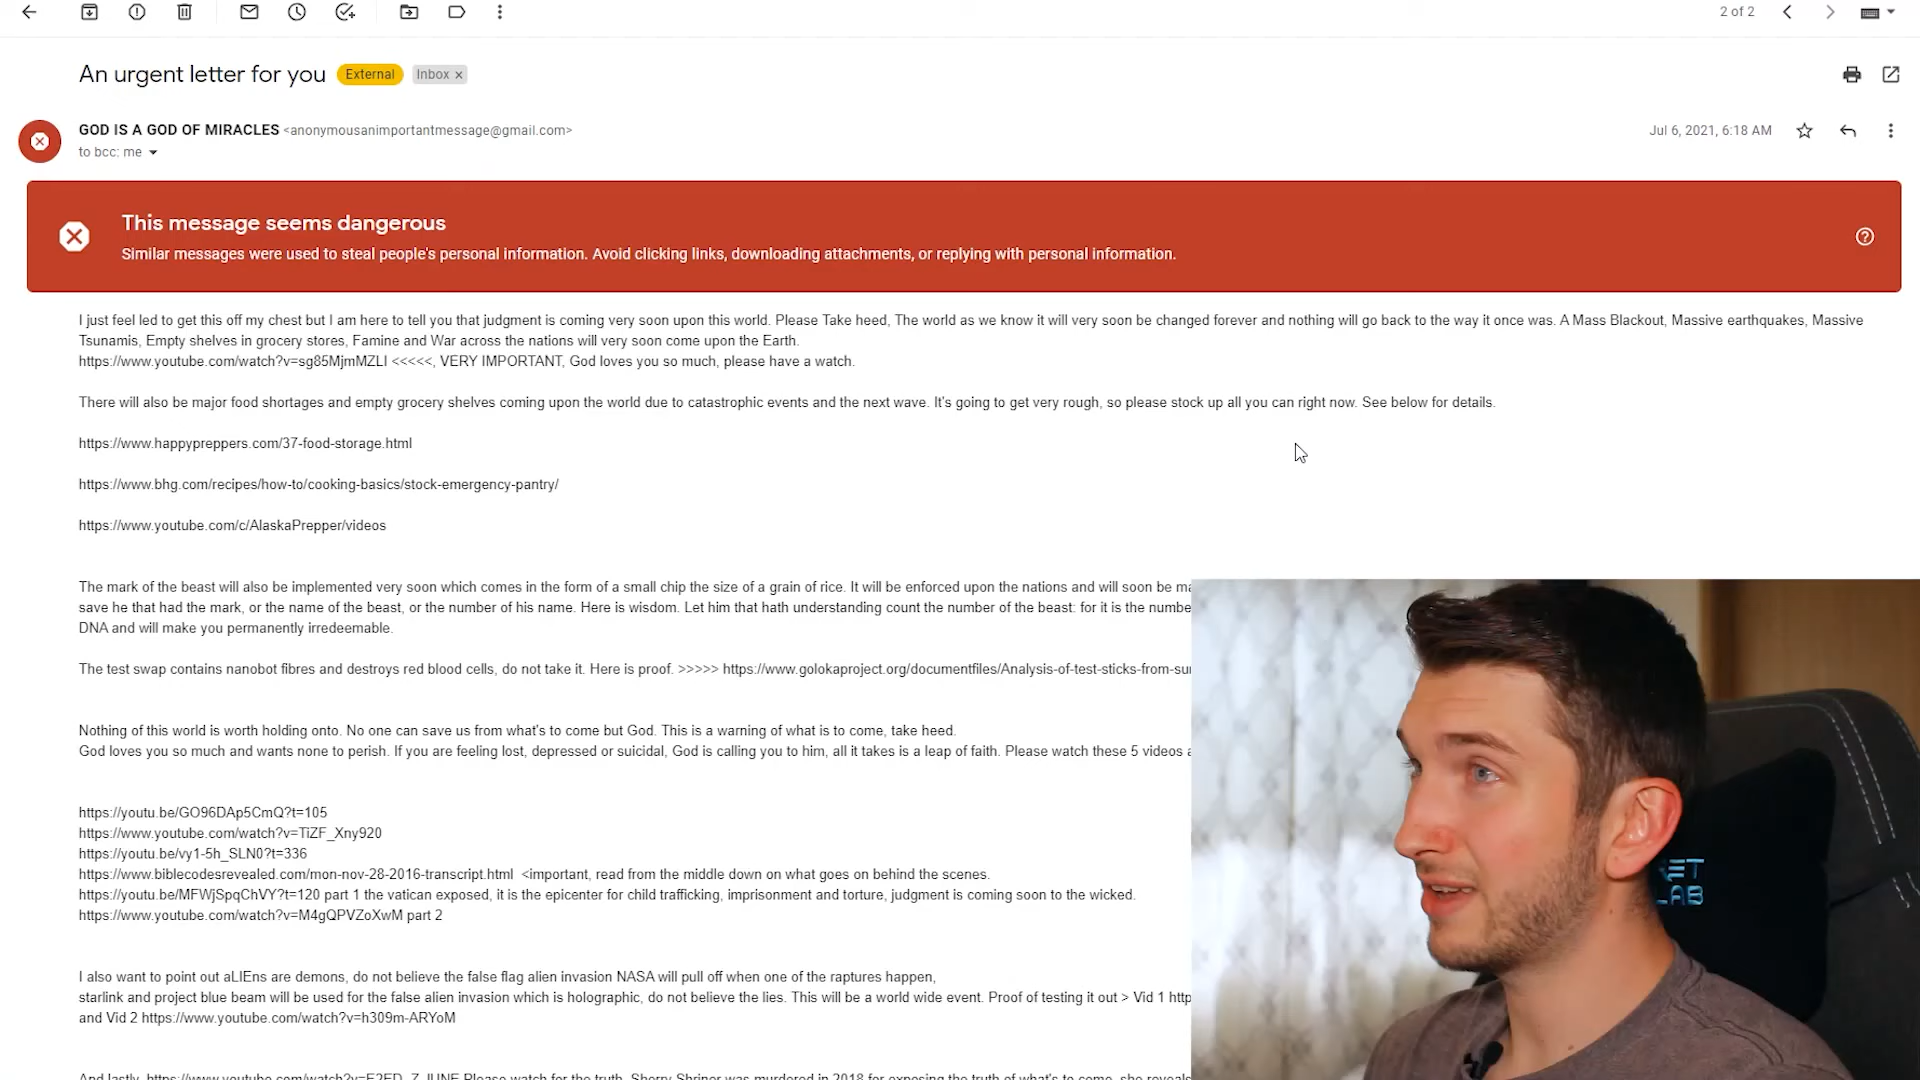 2 of 2
An urgent letter for you External Inbox ×
GOD IS A GOD OF MIRACLES <anonymousanimportantmessage@gmail.com>
Jul 6, 2021, 6:18 AM
to bcc: me
This message seems dangerous
Similar messages were used to steal people's personal information. Avoid clicking links, downloading attachments, or replying with personal information.
I just feel led to get this off my chest but I am here to tell you that judgment is coming very soon upon this world. Please Take heed, The world as we know it will very soon be changed forever and nothing will go back to the way it once was. A Mass Blackout, Massive earthquakes, Massive
Tsunamis, Empty shelves in grocery stores, Famine and War across the nations will very soon come upon the Earth.
https://www.youtube.com/watch?v=sg85MjmMZLI <<<<<, VERY IMPORTANT, God loves you so much, please have a watch.
There will also be major food shortages and empty grocery shelves coming upon the world due to catastrophic events and the next wave. It's going to get very rough, so please stock up all you can right now. See below for details.
https://www.happypreppers.com/37-food-storage.html
https://www.bhg.com/recipes/how-to/cooking-basics/stock-emergency-pantry/
https://www.youtube.com/c/AlaskaPrepper/videos
The mark of the beast will also be implemented very soon which comes in the form of a small chip the size of a grain of rice. It will be enforced upon the nations and will soon be
save he that had the mark, or the name of the beast, or the number of his name. Here is wisdom. Let him that hath understanding count the number of the beast: for it is the
DNA and will make you permanently irredeemable.
The test swap contains nanobot fibres and destroys red blood cells, do not take it. Here is proof. >>>>> https://www.golokaproject.org/documentfiles/Analysis-of-test-sticks-from-su
Nothing of this world is worth holding onto. No one can save us from what's to come but God. This is a warning of what is to come, take heed.
God loves you so much and wants none to perish. If you are feeling lost, depressed or suicidal, God is calling you to him, all it takes is a leap of faith. Please watch these 5 videos
https://youtu.be/GO96DAp5CmQ?t=105
https://www.youtube.com/watch?v=TiZF_Xny920
https://youtu.be/vy1-5h_SLN0?t=336
https://www.biblecodesrevealed.com/mon-nov-28-2016-transcript.html <important, read from the middle down on what goes on behind the scenes.
https://youtu.be/MFWjSpqChVY?t=120 part 1 the vatican exposed, it is the epicenter for child trafficking, imprisonment and torture, judgment is coming soon to the wicked.
https://www.youtube.com/watch?v=M4gQPVZoXwM part 2
I also want to point out aLIEns are demons, do not believe the false flag alien invasion NASA will pull off when one of the raptures happen,
starlink and project blue beam will be used for the false alien invasion which is holographic, do not believe the lies. This will be a world wide event. Proof of testing it out > Vid 1 http
and Vid 2 https://www.youtube.com/watch?v=h309m-ARYoM
Please watch for the truth. Sherry Shriner was murdered in 2018 for exposing the truth of what's to come, she
LAB